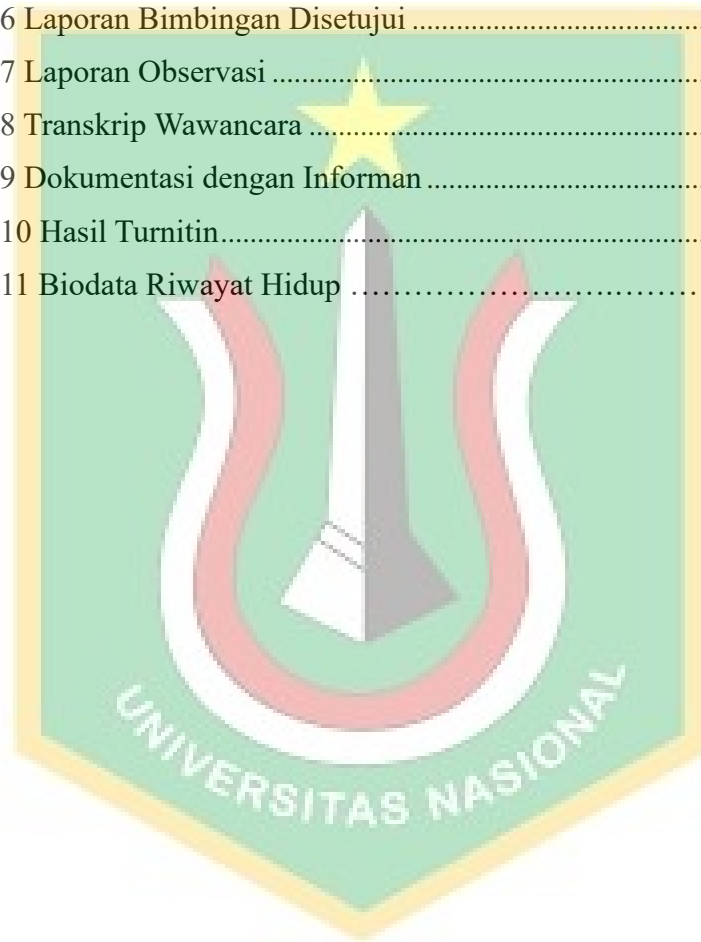 6 Laporan Bimbingan Disetujui ........................................
7 Laporan Observasi ............................................................
8 Transkrip Wawancara .......................................................
9 Dokumentasi dengan Informan ......................................
10 Hasil Turnitin...................................................................
11 Biodata Riwayat Hidup ……………………………
UNIVERSITAS NASIONAL